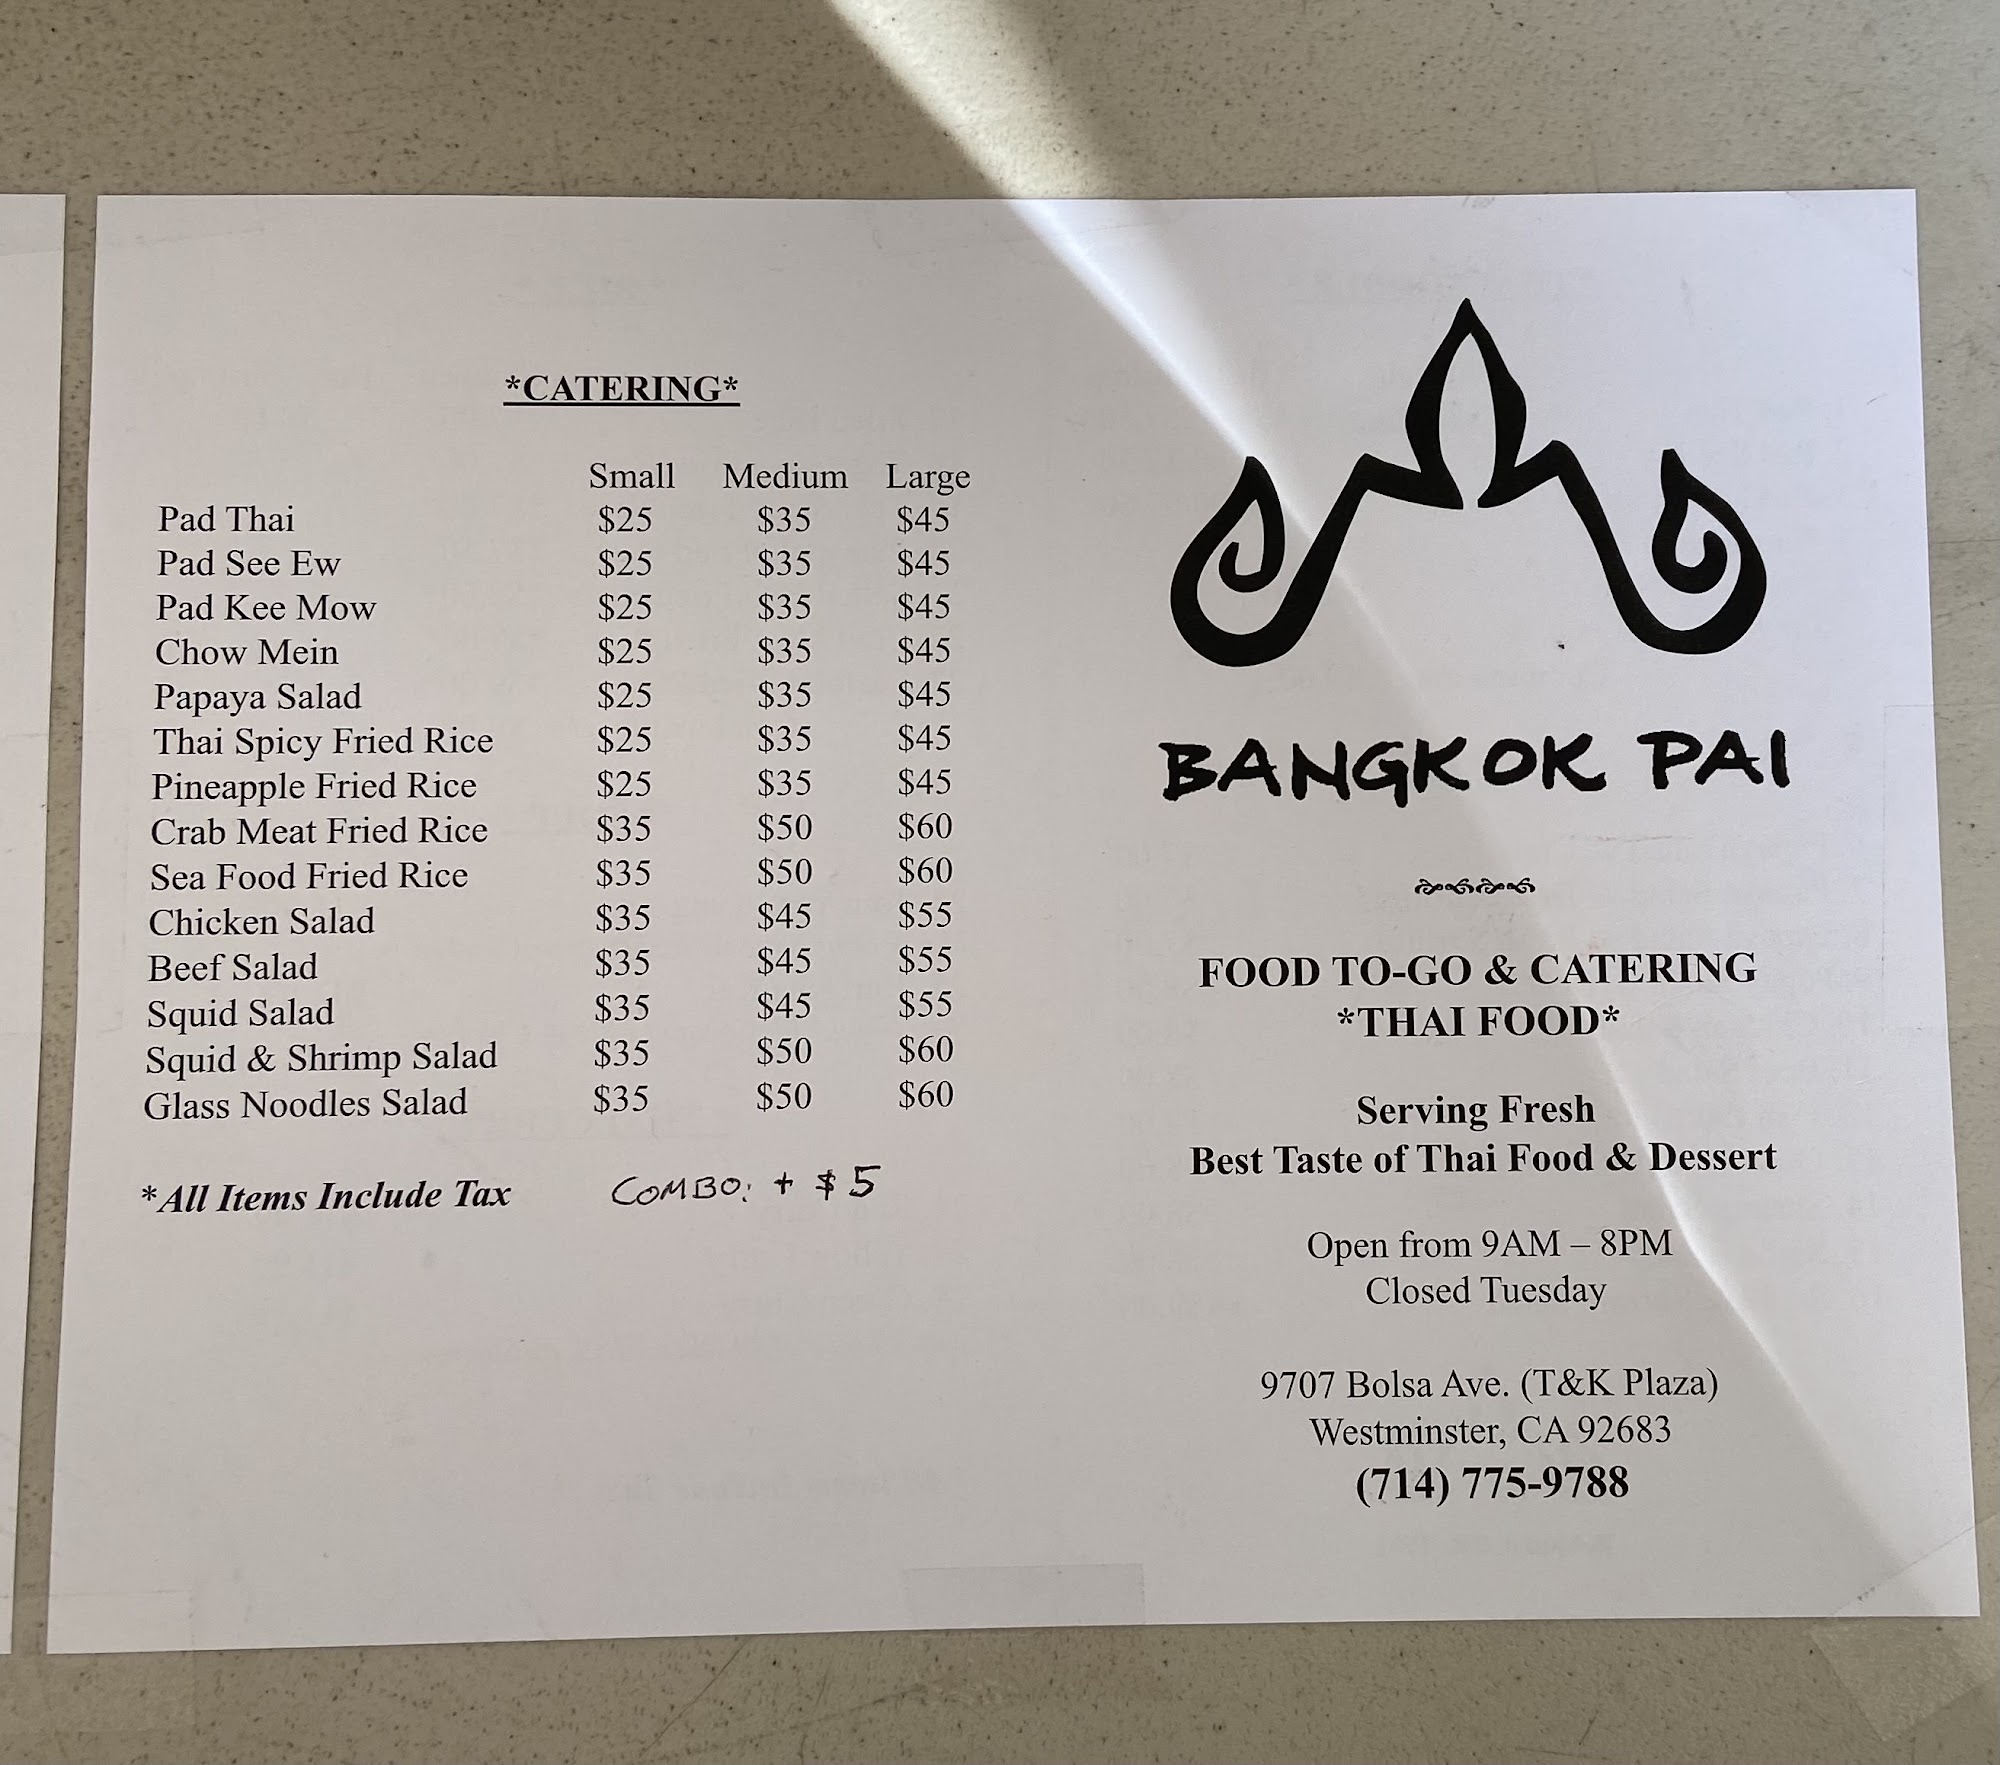 *CATERING*
Small Medium Large
Pad Thai $25 $35 $45
Pad See Ew $25 $35 $45
Pad Kee Mow $25 $35 $45
Chow Mein $25 $35 $45
Papaya Salad $25 $35 $45
Thai Spicy Fried Rice $25 $35 $45
Pineapple Fried Rice $25 $35 $45
Crab Meat Fried Rice $35 $50 $60
Sea Food Fried Rice $35 $50 $60
Chicken Salad $35 $45 $55
Beef Salad $35 $45 $55
Squid Salad $35 $45 $55
Squid & Shrimp Salad $35 $50 $60
Glass Noodles Salad $35 $50 $60
*All Items Include Tax COMBO: + $5
BANGKOK PAI
FOOD TO-GO & CATERING
*THAI FOOD*
Serving Fresh
Best Taste of Thai Food & Dessert
Open from 9AM – 8PM
Closed Tuesday
9707 Bolsa Ave. (T&K Plaza)
Westminster, CA 92683
(714) 775-9788